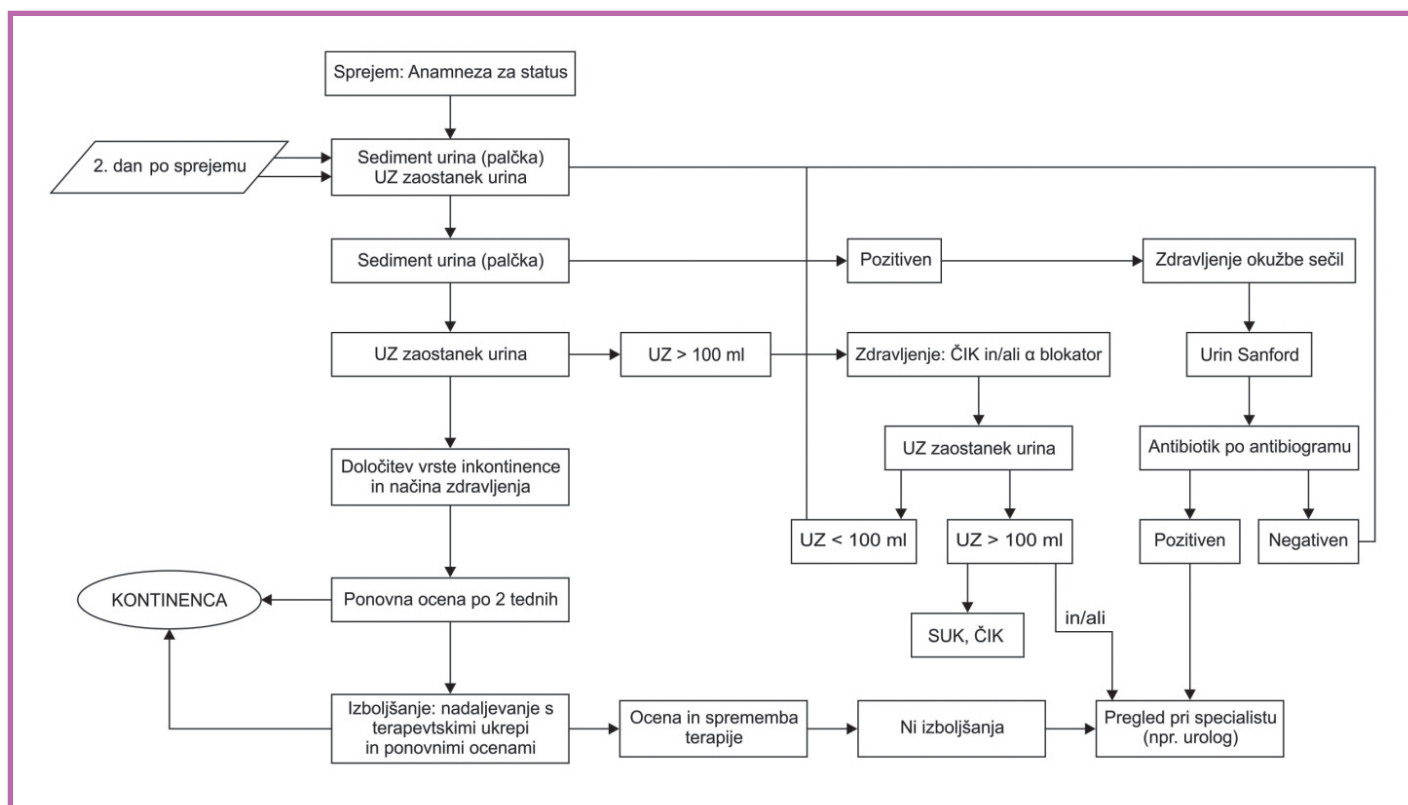 Sprejem: Anamneza za status
2. dan po sprejemu
Sediment urina (palčka)
UZ zaostanek urina
Sediment urina (palčka)
Pozitiven
Zdravljenje okužbe sečil
UZ zaostanek urina
UZ > 100 ml
Zdravljenje: ČIK in/ali α blokator
Urin Sanford
UZ zaostanek urina
Antibiotik po antibiogramu
Določitev vrste inkontinence
in načina zdravljenja
UZ < 100 ml
UZ > 100 ml
Pozitiven
Negativen
KONTINENCA
Ponovna ocena po 2 tednih
SUK, ČIK
in/ali
Izboljšanje: nadaljevanje s
terapevtskimi ukrepi
in ponovnimi ocenami
Ocena in sprememba
terapije
Ni izboljšanja
Pregled pri specialistu
(npr. urolog)